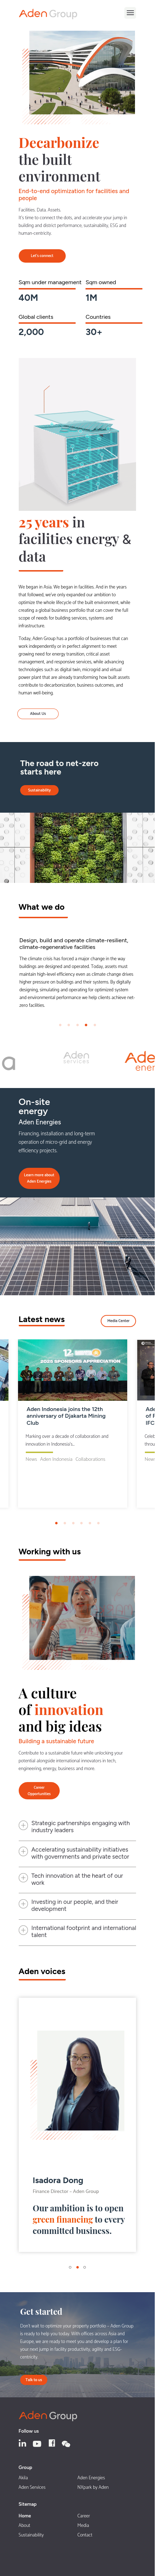 Aden Group
Decarbonize
the built
environment
End-to-end optimization for facilities and
people
Facilities. Data. Assets
It's time to connect the dots, and accelerate your jump in
building and district performance, sustainability, ESG and
human-centricity.
Let's connect
Sqm under management
Sqm owned
40M
1M
Global clients
Countries
2,000
30+
25 years in
facilities energy &
data
We began in Asia. We began in facilities. And in the years
that followed, we've only expanded our ambition to
optimize the whole lifecycle of the built environment, while
creating a global business portfolio that can cover the full
scope of needs for building services, systems and
infrastructure.
Today, Aden Group has a portfolio of businesses that can
work independently or in perfect alignment to meet
growing need for energy transition, critical asset
management, and responsive services, while advancing
technologies such as digital twin, microgrid and virtual
power plant that are already transforming how built assets
contribute to decarbonization, business outcomes, and
human well-being.
About Us
The road to net-zero
starts here
Sustainability
What we do
Design, build and operate climate-resilient,
climate-regenerative facilities
The climate crisis has forced a major change in the way
buildings are designed and operated. Today, assets must
maintain high-level efficiency next to lower, climate-driven
higher pressures on buildings and their systems. By digitally
designing, simulating and operating for optimized system
performance and decarbonization we help clients achieve net-
zero facilities.
Aden
services
Ade
ener
On-site
energy
Aden Energies
Financing, installation and long-term
operation of micro-grid and energy
efficiency projects.
Learn more about
Aden Energies
Latest news
Media Center
SPONSORS APPRECIATION
Aden Indonesia joins the 12th
anniversary of Djakarta Mining
Club
Marking over a decade of collaboration and
innovation in Indonesia's...
News Aden Indonesia Collaborations
Ade
of F
IFC
Celeb
throu
News
Working with us
A culture
of innovation
and big ideas
Building a sustainable future
Contribute to a sustainable future while unlocking your
potential alongside international innovators in tech,
engineering, energy, business and more.
Career
Opportunities
Strategic partnerships engaging with
industry leaders
Accelerating sustainability initiatives
with governments and private sector
Tech innovation at the heart of our
work
Investing in our people, and their
development
International footprint and international
talent
Aden voices
Isadora Dong
Finance Director – Aden Group
Our ambition is to open
green financing to every
committed business.
Get started
Don't wait to optimize your property portfolio – Aden Group
is ready to help you today. With offices across Asia and
Europe, we are ready to meet you and develop a plan for
your next jump in facility productivity, agility and ESG-
centricity.
Talk to us
Aden Group
Follow us
Group
Akila
Aden Energies
Aden Services
NXpark by Aden
Sitemap
Home
Career
About
Media
Sustainability
Contact